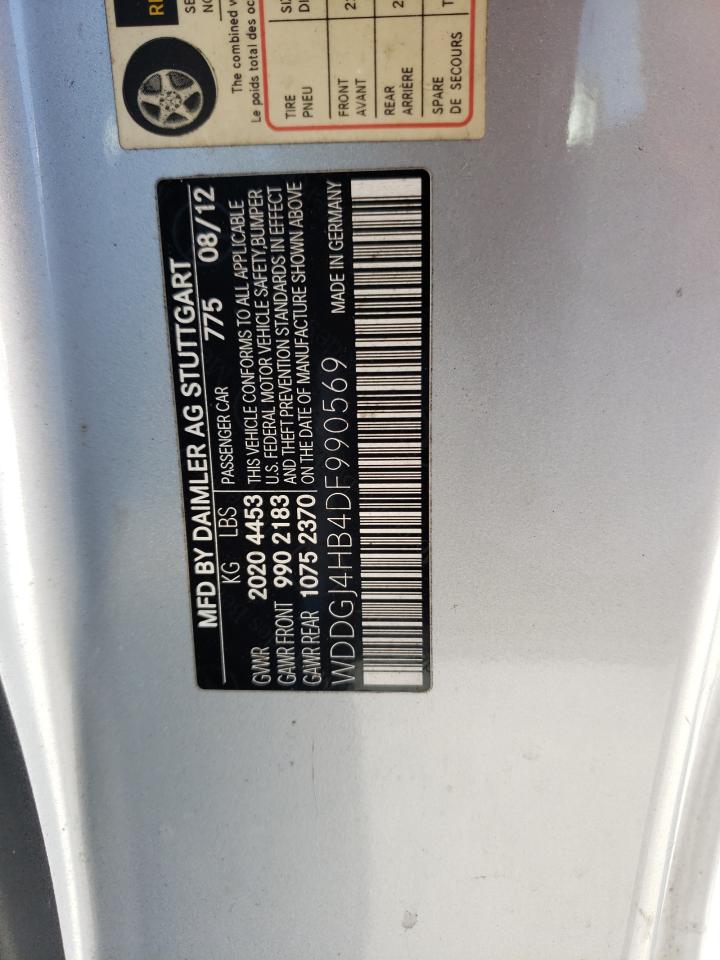 MFD BY DAIMLER AG STUTTGART
KG LBS PASSENGER CAR 775 08/12
GVWR 2020 4453 THIS VEHICLE CONFORMS TO ALL APPLICABLE
U.S. FEDERAL MOTOR VEHICLE SAFETY,BUMPER
GAWR FRONT 990 2183 AND THEFT PREVENTION STANDARDS IN EFFECT
GAWR REAR 1075 2370 ON THE DATE OF MANUFACTURE SHOWN ABOVE
WDDGJ4HB4DF990569 MADE IN GERMANY
The combined
Le poids total des
TIRE
PNEU
FRONT
AVANT
REAR
ARRIÈRE
SPARE
DE SECOURS